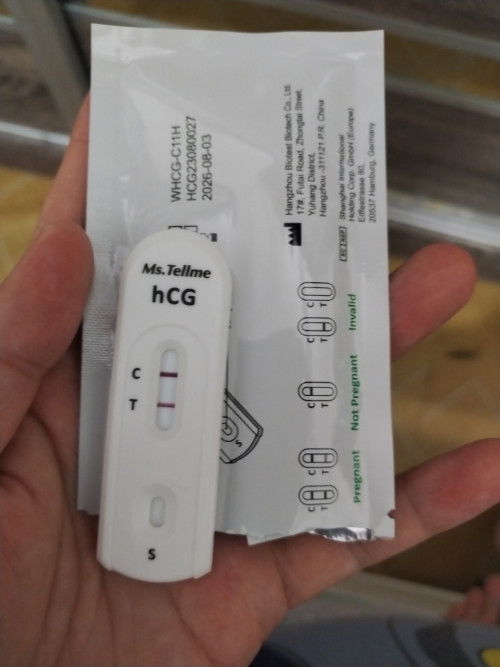 WHCG-C11H
HCG23080027
2026-08-03
Hangzhou Biotest Biotech Co., Ltd.
17#, Futai Road, Zhongtai Street,
Yuhang District,
Hangzhou -311121 P.R. China
EC REP
Shanghai International
Holding Corp. GmbH (Europe)
Eiffestrasse 80,
20537 Hamburg, Germany
Ms.Tellme
hCG
C
T
S
C T
C T
Invalid
C T
Not Pregnant
C T
C T
Pregnant
S